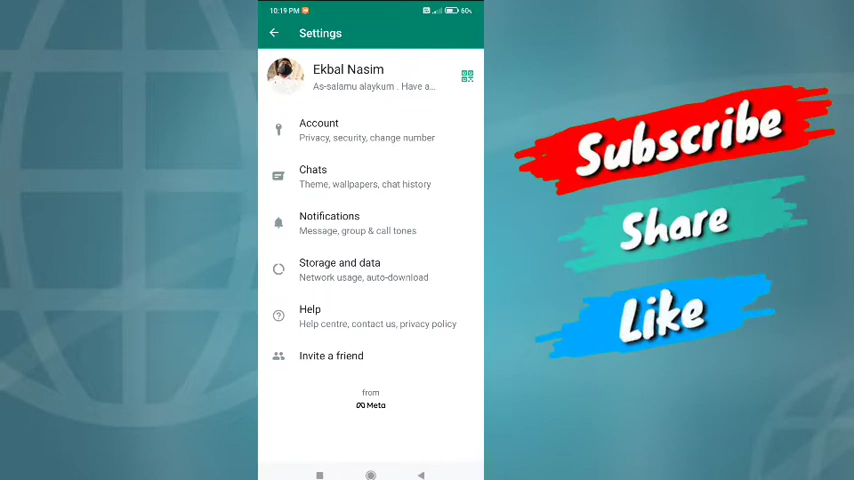 10:19 PM
60%
Settings
Ekbal Nasim
As-salamu alaykum . Have a...
Account
Privacy, security, change number
Chats
Theme, wallpapers, chat history
Notifications
Message, group & call tones
Storage and data
Network usage, auto-download
Help
Help centre, contact us, privacy policy
Invite a friend
from
Meta
Subscribe
Share
Like